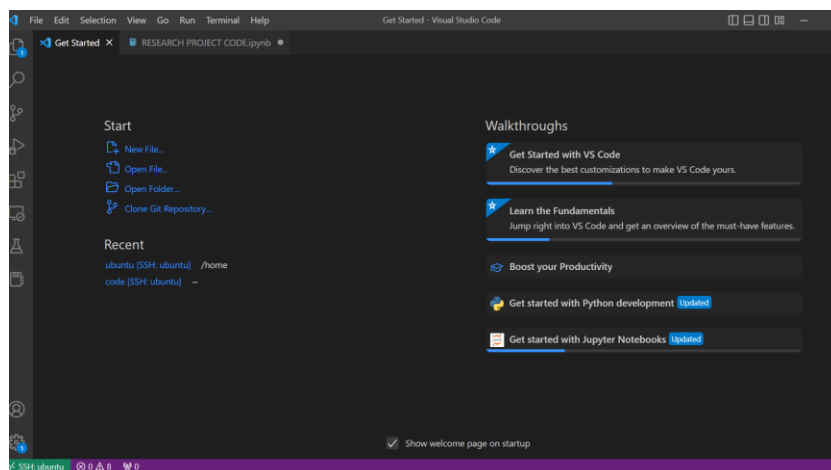 File Edit Selection View Go Run Terminal Help
Get Started - Visual Studio Code
Get Started
RESEARCH PROJECT CODE.ipynb
Start
New File...
Open File...
Open Folder...
Clone Git Repository...
Recent
ubuntu [SSH: ubuntu] /home
code [SSH: ubuntu] ~
Walkthroughs
Get Started with VS Code
Discover the best customizations to make VS Code yours.
Learn the Fundamentals
Jump right into VS Code and get an overview of the must-have features.
Boost your Productivity
Get started with Python development Updated
Get started with Jupyter Notebooks Updated
Show welcome page on startup
1
1
SSH: ubuntu 0 8 0